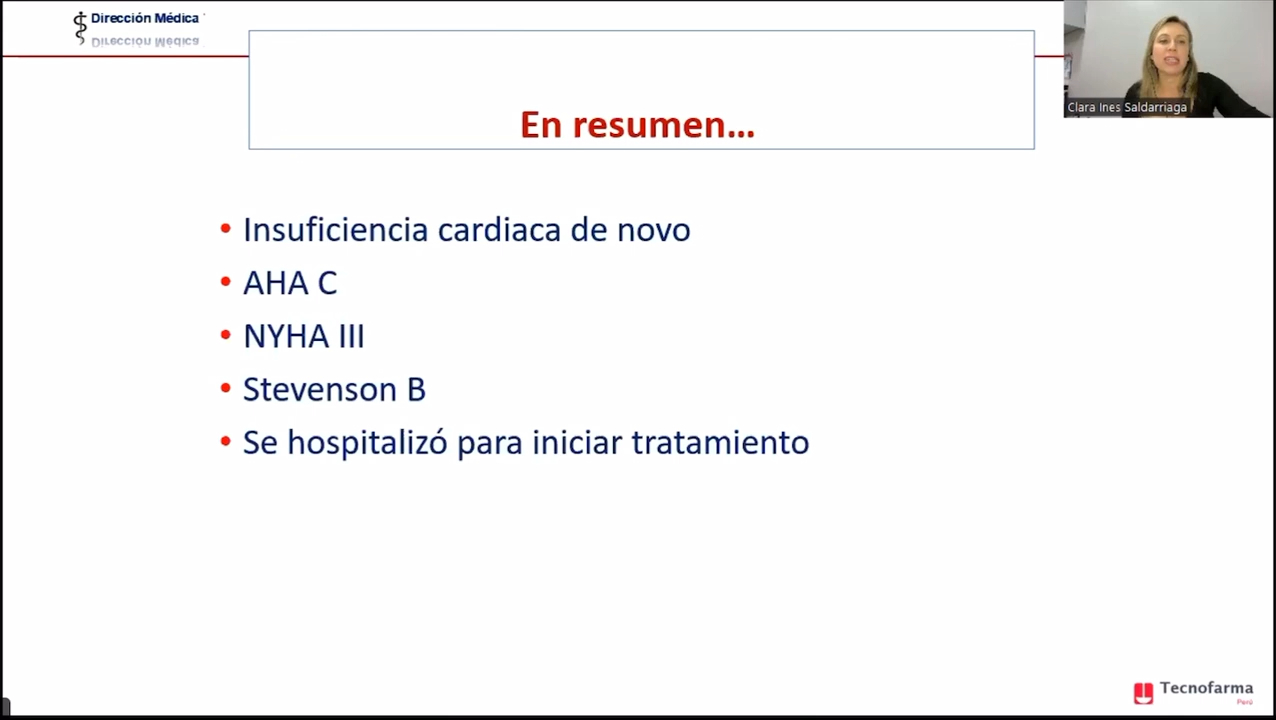 Dirección Médica
Clara Ines Saldarriaga
En resumen...
• Insuficiencia cardiaca de novo
• AHA C
• NYHA III
• Stevenson B
• Se hospitalizó para iniciar tratamiento
Tecnofarma
Perú